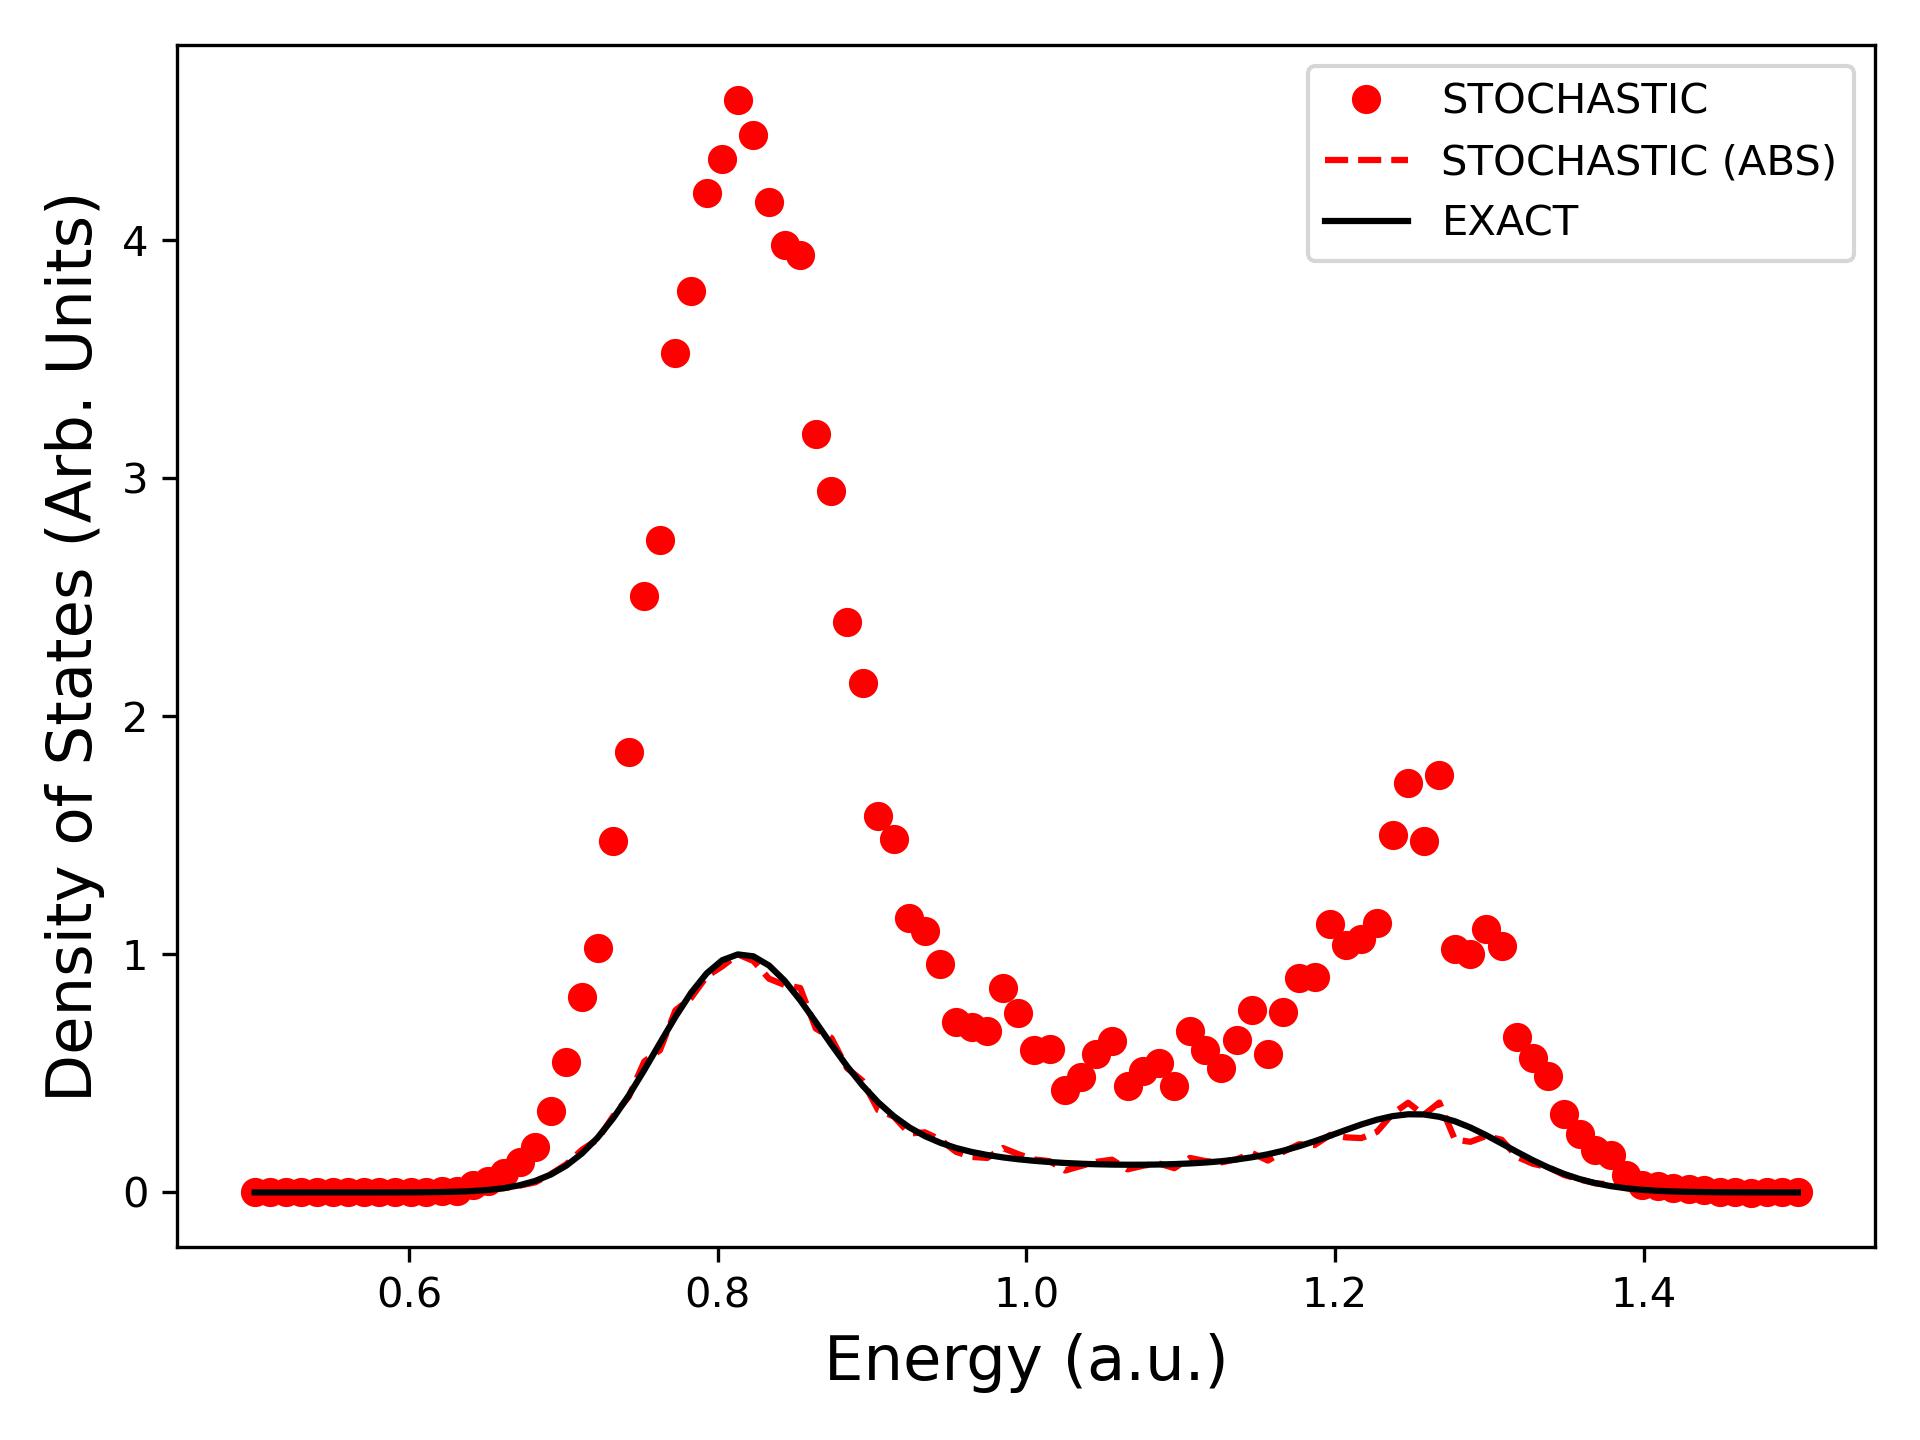 STOCHASTIC
STOCHASTIC (ABS)
EXACT
Density of States (Arb. Units)
4
3
2
1
0
0.6 0.8 1.0 1.2 1.4
Energy (a.u.)